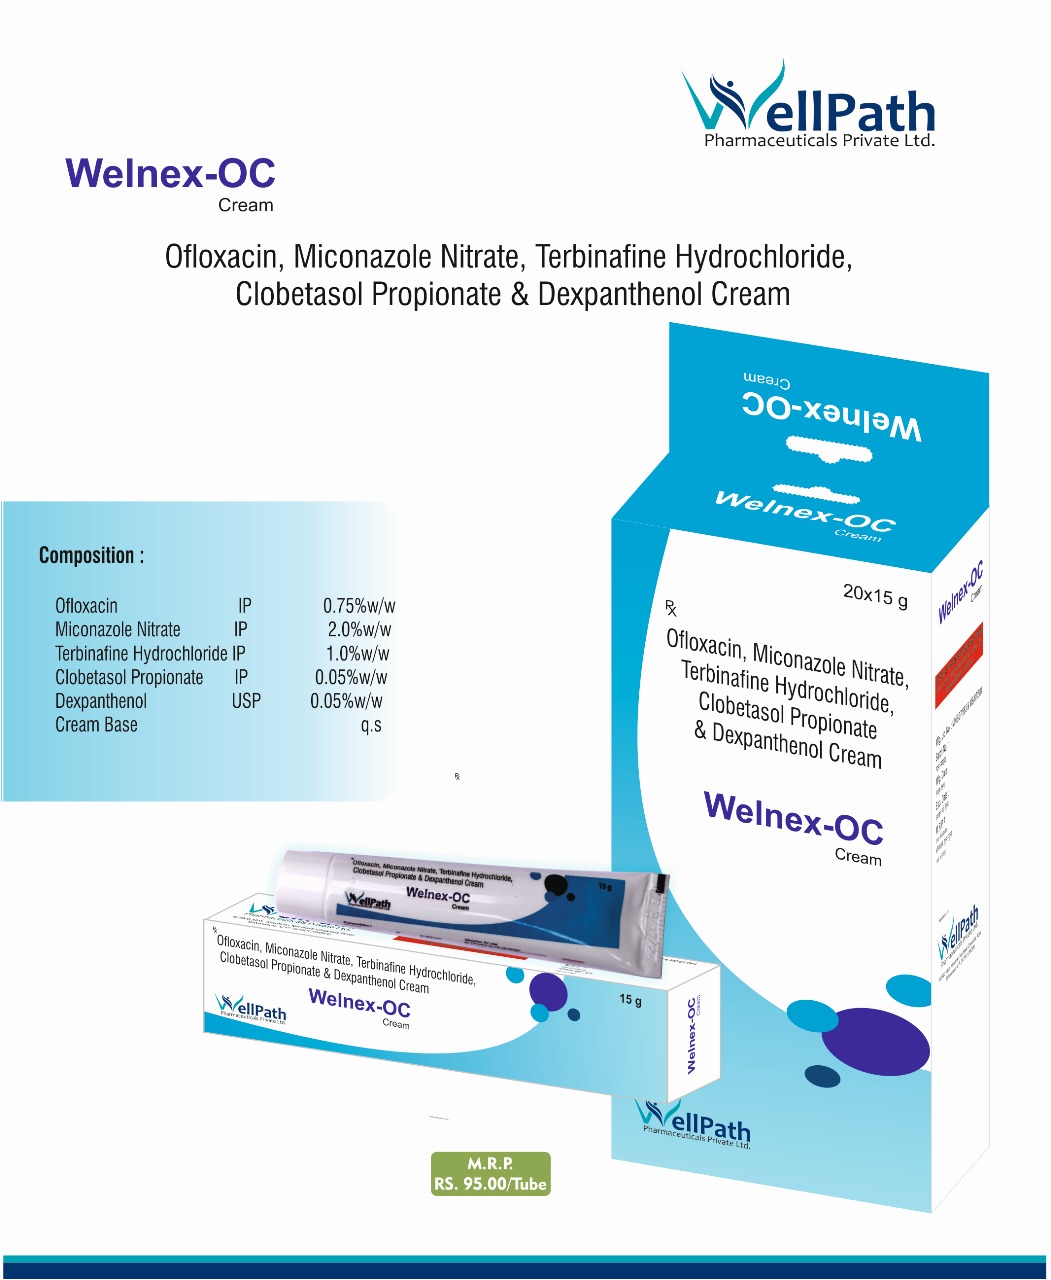 WellPath
Pharmaceuticals Private Ltd.
Welnex-OC
Cream
Ofloxacin, Miconazole Nitrate, Terbinafine Hydrochloride,
Clobetasol Propionate & Dexpanthenol Cream
Cream
Welnex-OC
Welnex-OC
Cream
Composition :
Ofloxacin IP 0.75%w/w
Miconazole Nitrate IP 2.0%w/w
Terbinafine Hydrochloride IP 1.0%w/w
Clobetasol Propionate IP 0.05%w/w
Dexpanthenol USP 0.05%w/w
Cream Base q.s
℞
20x15 g
℞
Ofloxacin, Miconazole Nitrate,
Terbinafine Hydrochloride,
Clobetasol Propionate
& Dexpanthenol Cream
Welnex-OC
Cream
WellPath
Pharmaceuticals Private Ltd.
Welnex-OC
Cream
WellPath
Ofloxacin, Miconazole Nitrate, Terbinafine Hydrochloride,
Clobetasol Propionate & Dexpanthenol Cream
15 g
Welnex-OC
Cream
WellPath
℞
Ofloxacin, Miconazole Nitrate, Terbinafine Hydrochloride,
Clobetasol Propionate & Dexpanthenol Cream
Welnex-OC
Cream
15 g
WellPath
Pharmaceuticals Private Ltd.
Welnex-OC
Cream
M.R.P.
RS. 95.00/Tube